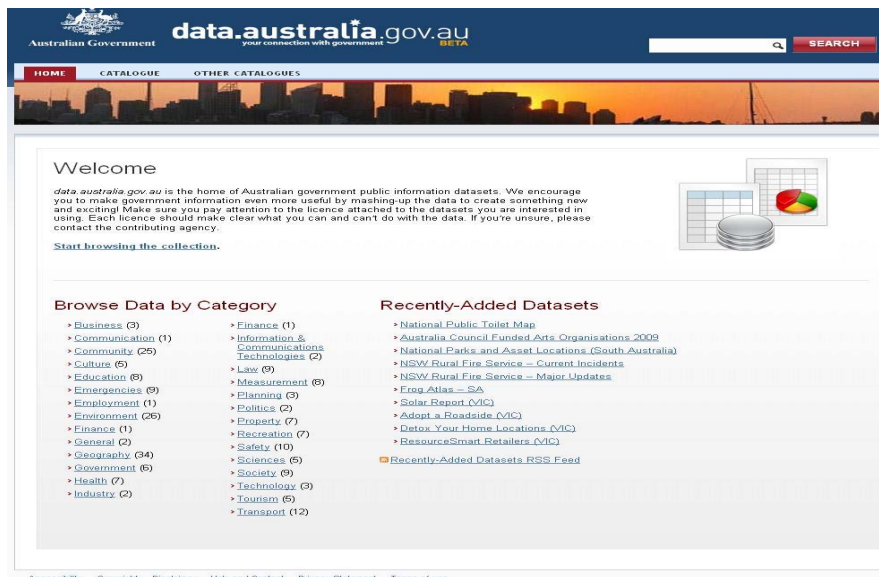 Australian Government
data.australia.gov.au
your connection with government
BETA
SEARCH
HOME
CATALOGUE
OTHER CATALOGUES
Welcome
data.australia.gov.au is the home of Australian government public information datasets. We encourage
you to make government information even more useful by mashing-up the data to create something new
and exciting! Make sure you pay attention to the licence attached to the datasets you are interested in
using. Each licence should make clear what you can and can't do with the data. If you're unsure, please
contact the contributing agency.
Start browsing the collection.
Browse Data by Category
Business (3)
Communication (1)
Community (25)
Culture (5)
Education (8)
Emergencies (9)
Employment (1)
Environment (26)
Finance (1)
General (2)
Geography (34)
Government (6)
Health (7)
Industry (2)
Finance (1)
Information &
Communications
Technologies (2)
Law (9)
Measurement (8)
Planning (3)
Politics (2)
Property (7)
Recreation (7)
Safety (10)
Sciences (5)
Society (9)
Technology (3)
Tourism (5)
Transport (12)
Recently-Added Datasets
National Public Toilet Map
Australia Council Funded Arts Organisations 2009
National Parks and Asset Locations (South Australia)
NSW Rural Fire Service – Current Incidents
NSW Rural Fire Service – Major Updates
Frog Atlas – SA
Solar Report (VIC)
Adopt a Roadside (VIC)
Detox Your Home Locations (VIC)
ResourceSmart Retailers (VIC)
Recently-Added Datasets RSS Feed